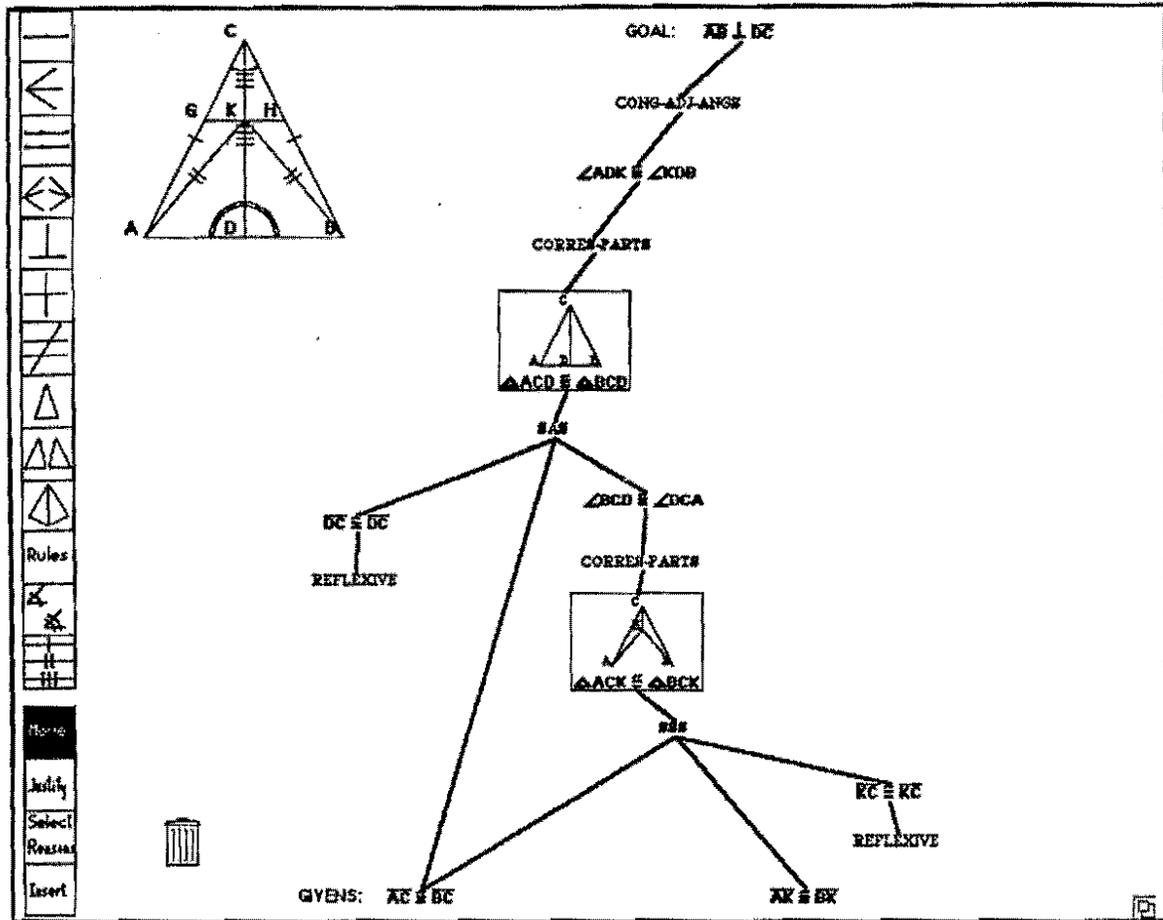 C
GOAL: AB ⊥ DC
CONG-ADJ-ANGS
G K H
∠ADK ≅ ∠KDB
A D B
CORRES-PARTS
C
A D B
△ACD ≅ △BCD
SAS
∠BCD ≅ ∠DCA
DC ≅ DC
Rules
CORRES-PARTS
REFLEXIVE
C
K
A B
△ACK ≅ △BCK
Move
SSS
Justify
KC ≅ KC
Select
Reason
REFLEXIVE
Insert
GIVENS: AC ≅ BC AK ≅ BK